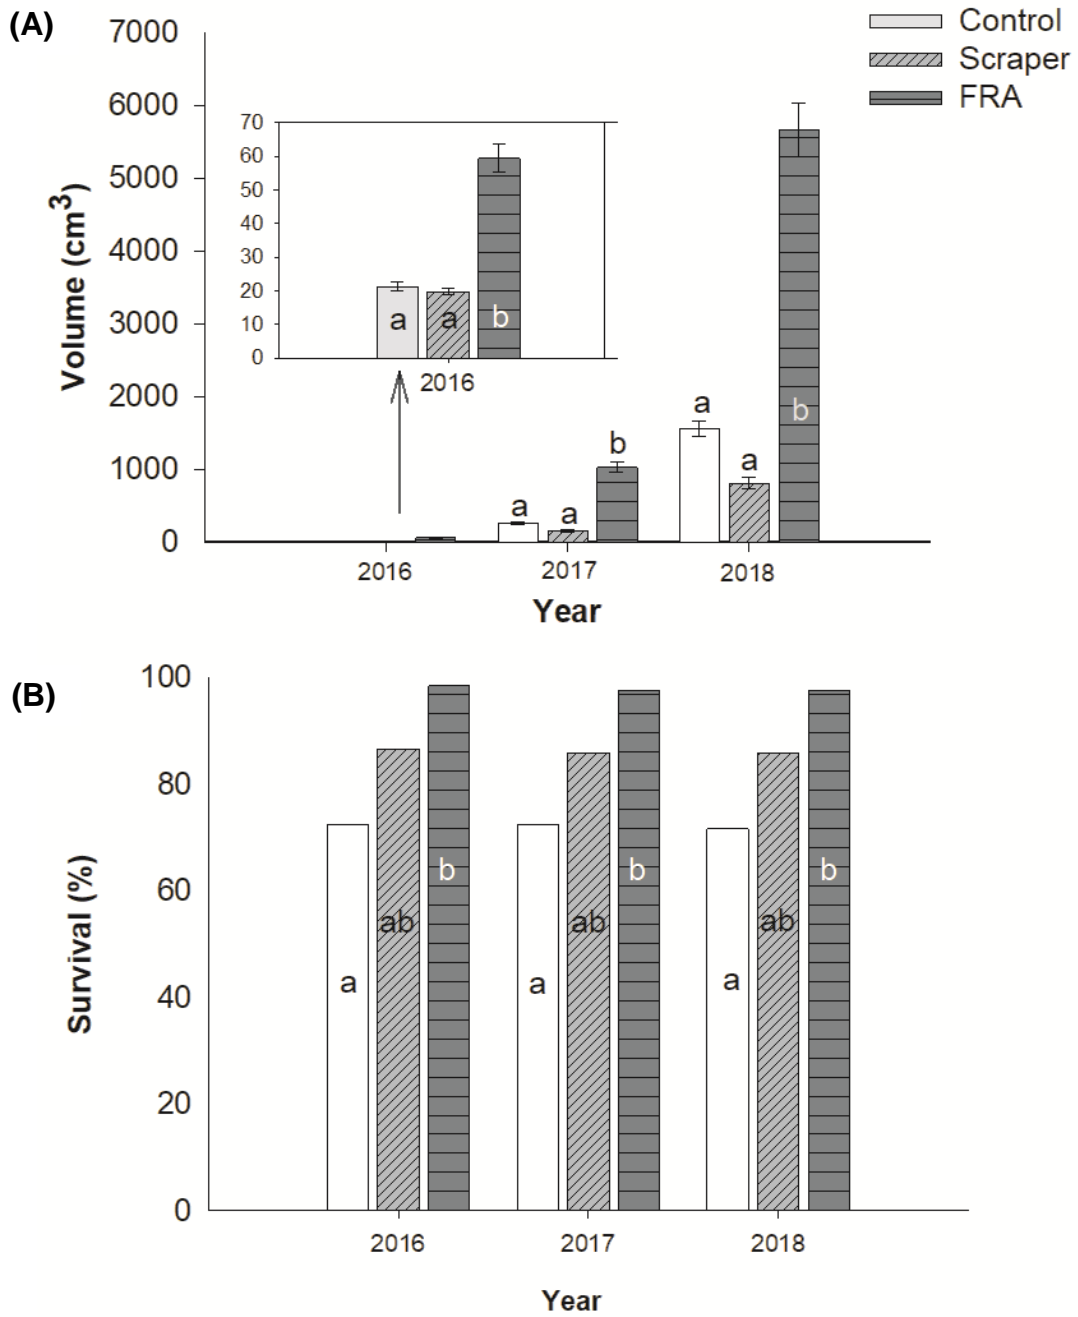 (A)
Control
Scraper
FRA
Volume (cm³)
7000
6000
5000
4000
3000
2000
1000
0
70
60
50
40
30
20
10
0
a a b
2016
a a b
a a b
2016 2017 2018
Year
(B)
Survival (%)
100
80
60
40
20
0
a ab b
a ab b
a ab b
2016 2017 2018
Year